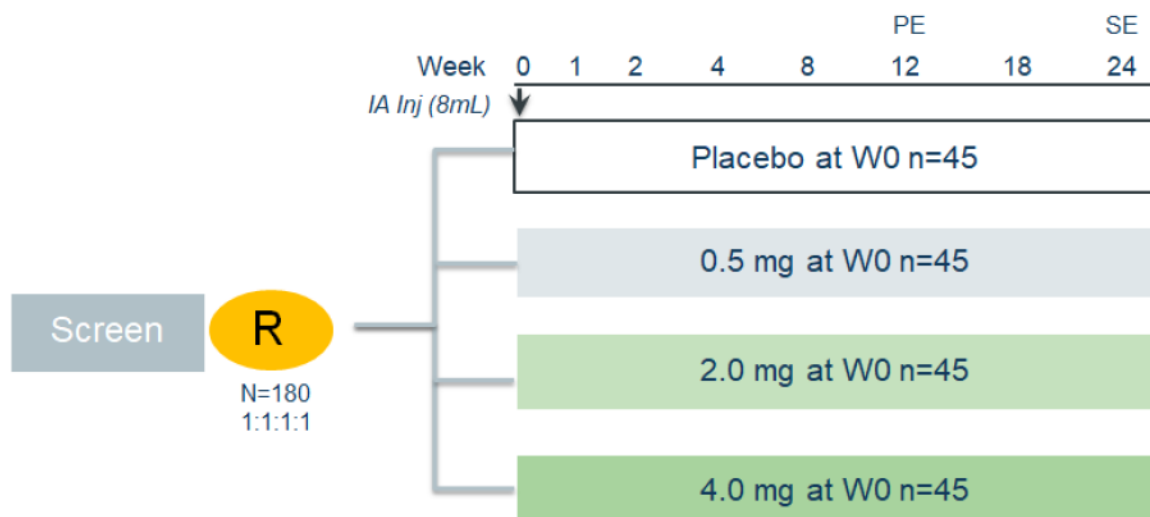 PE SE
Week 0 1 2 4 8 12 18 24
IA Inj (8mL)
Placebo at W0 n=45
0.5 mg at W0 n=45
Screen R
2.0 mg at W0 n=45
N=180
1:1:1:1
4.0 mg at W0 n=45